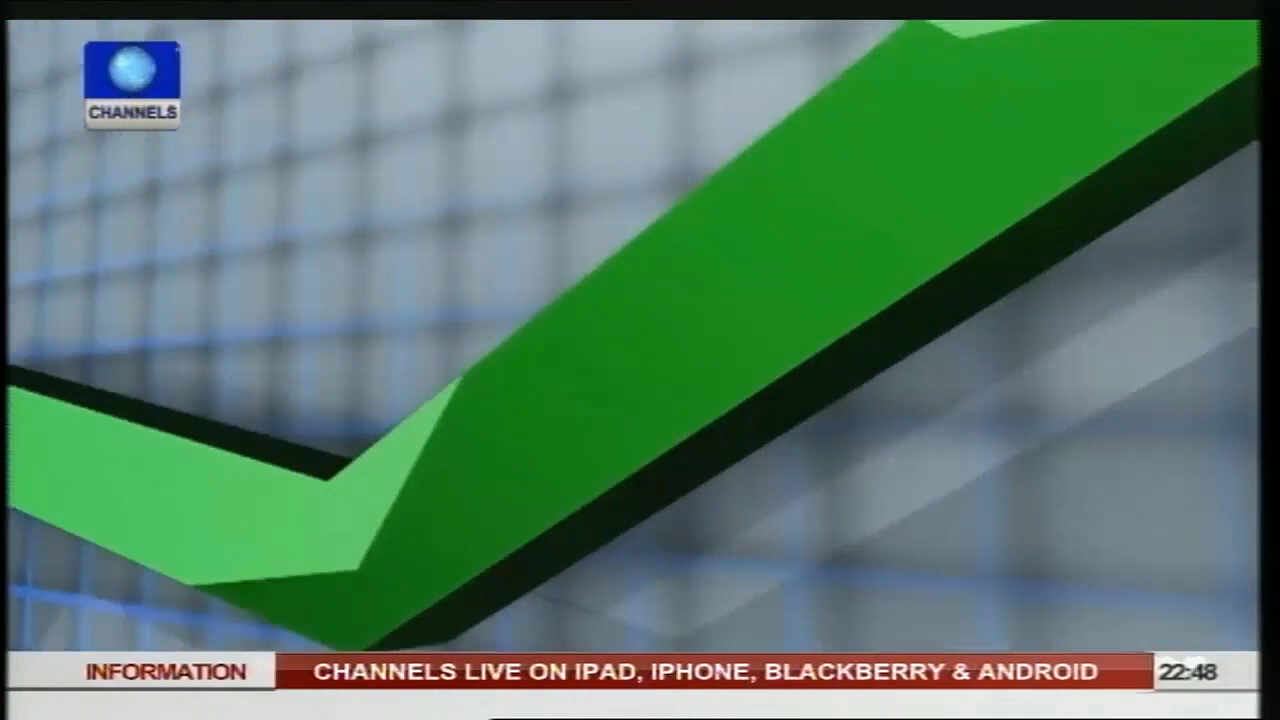 CHANNELS
INFORMATION
CHANNELS LIVE ON IPAD, IPHONE, BLACKBERRY & ANDROID
22:48